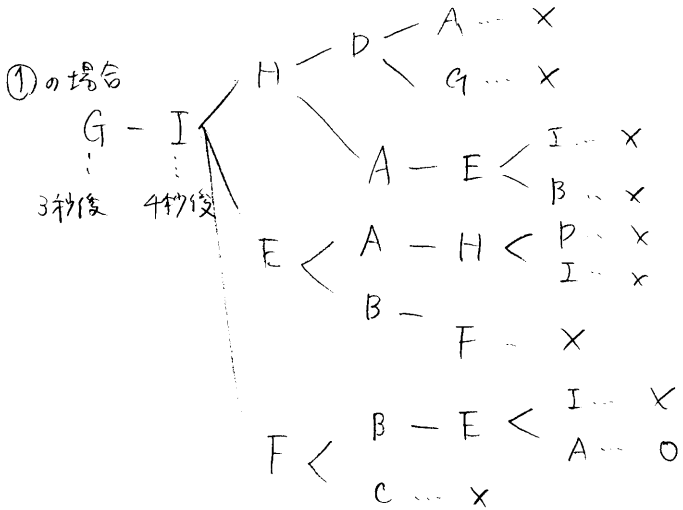 D A … ×
H
①の場合 G … ×
G － I I … ×
A － E
⋮ ⋮ B … ×
3秒後 4秒後 D … ×
A － H
E I … ×
B －
F … ×
I … ×
B － E
F A … ○
C … ×